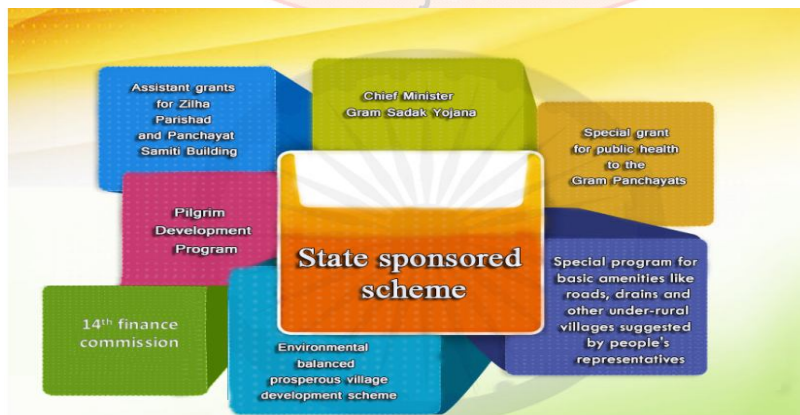 Assistant grants
for Zilha
Parishad
and Panchayat
Samiti Building
Chief Minister
Gram Sadak Yojana
Special grant
for public health
to the
Gram Panchayats
Pilgrim
Development
Program
State sponsored
scheme
Special program for
basic amenities like
roads, drains and
other under-rural
villages suggested
by people's
representatives
14th finance
commission
Environmental
balanced
prosperous village
development scheme